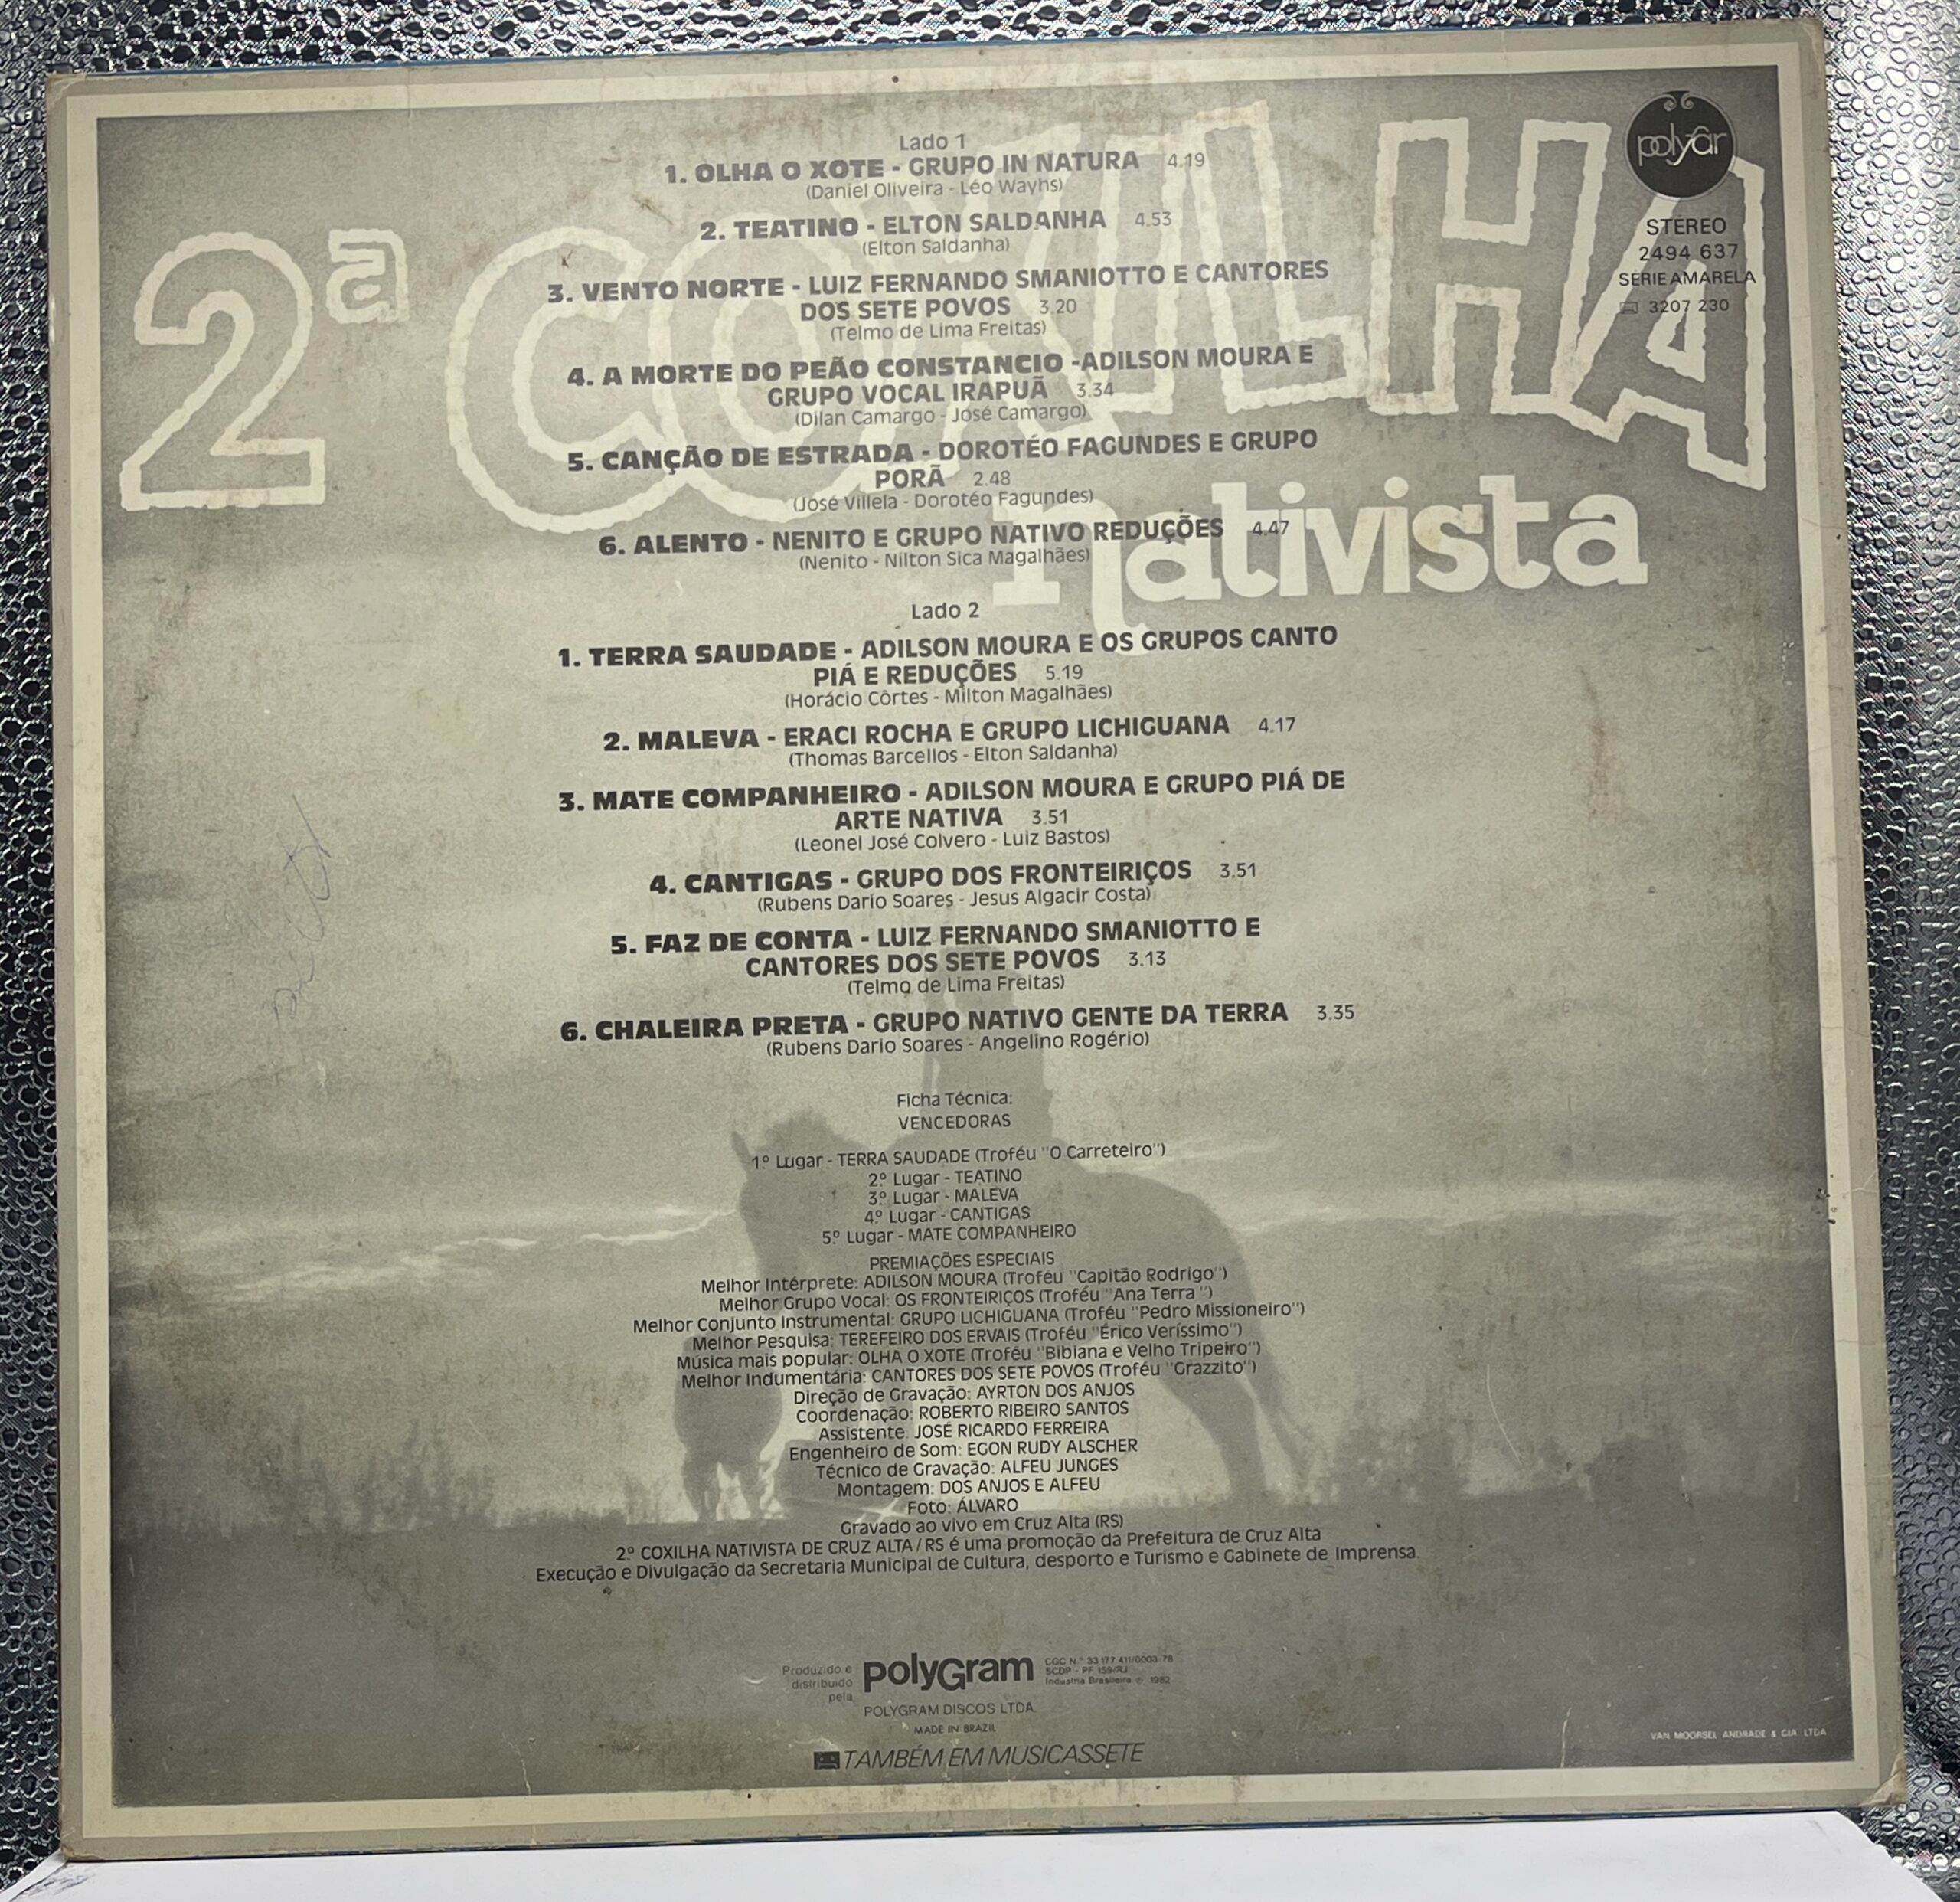 2ª COXILHA
nativista
polyfar
STEREO
2494 637
SÉRIE AMARELA
3207 230
Lado 1
1. OLHA O XOTE - GRUPO IN NATURA 4.19
(Daniel Oliveira - Léo Wayhs)
2. TEATINO - ELTON SALDANHA 4.53
(Elton Saldanha)
3. VENTO NORTE - LUIZ FERNANDO SMANIOTTO E CANTORES
DOS SETE POVOS 3.20
(Telmo de Lima Freitas)
4. A MORTE DO PEÃO CONSTANCIO -ADILSON MOURA E
GRUPO VOCAL IRAPUÃ 3.34
(Dilan Camargo - José Camargo)
5. CANÇÃO DE ESTRADA - DOROTÉO FAGUNDES E GRUPO
PORÃ 2.48
(José Villela - Dorotéo Fagundes)
6. ALENTO - NENITO E GRUPO NATIVO REDUÇÕES 4.47
(Nenito - Nilton Sica Magalhães)
Lado 2
1. TERRA SAUDADE - ADILSON MOURA E OS GRUPOS CANTO
PIÁ E REDUÇÕES 5.19
(Horácio Côrtes - Milton Magalhães)
2. MALEVA - ERACI ROCHA E GRUPO LICHIGUANA 4.17
(Thomas Barcellos - Elton Saldanha)
3. MATE COMPANHEIRO - ADILSON MOURA E GRUPO PIÁ DE
ARTE NATIVA 3.51
(Leonel José Colvero - Luiz Bastos)
4. CANTIGAS - GRUPO DOS FRONTEIRIÇOS 3.51
(Rubens Dario Soares - Jesus Algacir Costa)
5. FAZ DE CONTA - LUIZ FERNANDO SMANIOTTO E
CANTORES DOS SETE POVOS 3.13
(Telmo de Lima Freitas)
6. CHALEIRA PRETA - GRUPO NATIVO GENTE DA TERRA 3.35
(Rubens Dario Soares - Angelino Rogério)
Ficha Técnica:
VENCEDORAS
1º Lugar - TERRA SAUDADE (Troféu "O Carreteiro")
2º Lugar - TEATINO
3º Lugar - MALEVA
4º Lugar - CANTIGAS
5º Lugar - MATE COMPANHEIRO
PREMIAÇÕES ESPECIAIS
Melhor Intérprete: ADILSON MOURA (Troféu "Capitão Rodrigo")
Melhor Grupo Vocal: OS FRONTEIRIÇOS (Troféu "Ana Terra ")
Melhor Conjunto Instrumental: GRUPO LICHIGUANA (Troféu "Pedro Missioneiro")
Melhor Pesquisa: TEREFEIRO DOS ERVAIS (Troféu "Érico Veríssimo")
Música mais popular: OLHA O XOTE (Troféu "Bibiana e Velho Tripeiro")
Melhor Indumentária: CANTORES DOS SETE POVOS (Troféu "Grazzito")
Direção de Gravação: AYRTON DOS ANJOS
Coordenação: ROBERTO RIBEIRO SANTOS
Assistente: JOSÉ RICARDO FERREIRA
Engenheiro de Som: EGON RUDY ALSCHER
Técnico de Gravação: ALFEU JUNGES
Montagem: DOS ANJOS E ALFEU
Foto: ÁLVARO
Gravado ao vivo em Cruz Alta (RS)
2º COXILHA NATIVISTA DE CRUZ ALTA / RS é uma promoção da Prefeitura de Cruz Alta
Execução e Divulgação da Secretaria Municipal de Cultura, desporto e Turismo e Gabinete de Imprensa.
Produzido e
distribuído
pela
polyGram
CGC N.º 33 177 411/0003-78
SCDP - PF 159/RJ
Industria Brasileira © 1982
POLYGRAM DISCOS LTDA
MADE IN BRAZIL
TAMBÉM EM MUSICASSETE
VAN MOORSEL ANDRADE & CIA LTDA